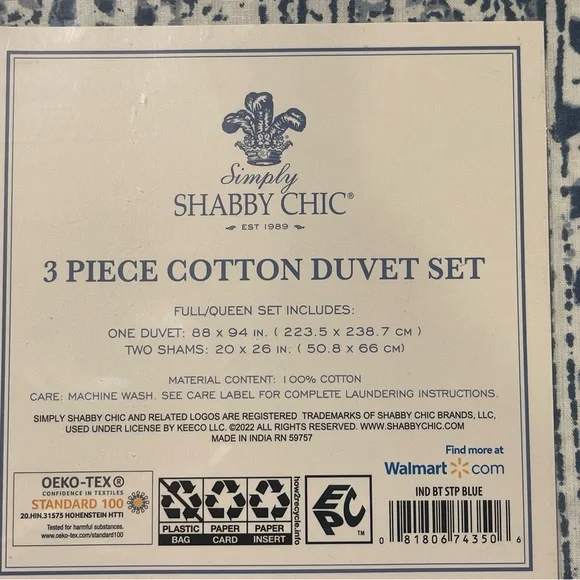 Simply
SHABBY CHIC®
EST 1989
3 PIECE COTTON DUVET SET
FULL/QUEEN SET INCLUDES:
ONE DUVET: 88 x 94 IN. ( 223.5 x 238.7 CM )
TWO SHAMS: 20 x 26 IN. ( 50.8 x 66 CM)
MATERIAL CONTENT: 100% COTTON
CARE: MACHINE WASH. SEE CARE LABEL FOR COMPLETE LAUNDERING INSTRUCTIONS.
SIMPLY SHABBY CHIC AND RELATED LOGOS ARE REGISTERED TRADEMARKS OF SHABBY CHIC BRANDS, LLC,
USED UNDER LICENSE BY KEECO LLC. ©2022 ALL RIGHTS RESERVED. WWW.SHABBYCHIC.COM
MADE IN INDIA RN 59757
OEKO-TEX®
CONFIDENCE IN TEXTILES
STANDARD 100
20.HIN.31575 HOHENSTEIN HTTI
Tested for harmful substances.
www.oeko-tex.com/standard100
PLASTIC
BAG
PAPER
CARD
PAPER
INSERT
how2recycle.info
EPC™
Find more at
Walmart com
IND BT STP BLUE
0 81806 74350 6